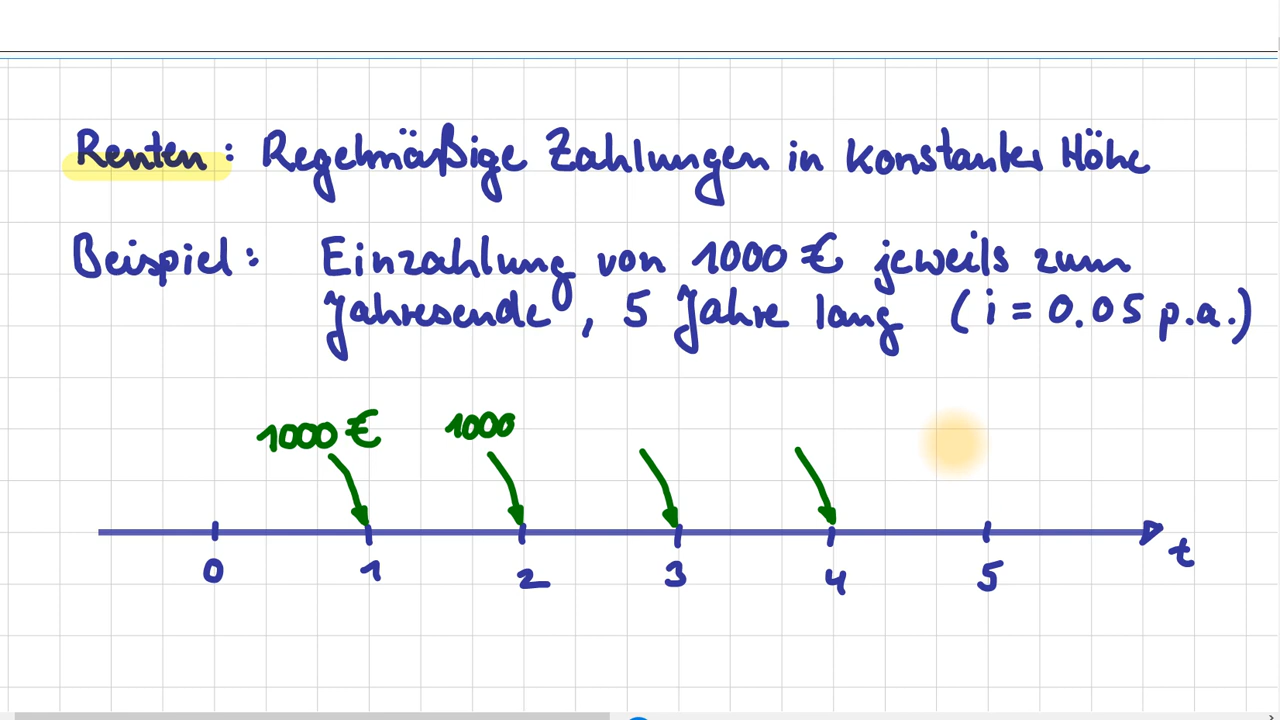 Renten: Regelmäßige Zahlungen in konstanter Höhe
Beispiel: Einzahlung von 1000 € jeweils zum
Jahresende, 5 Jahre lang (i = 0.05 p.a.)
1000 € 1000
0 1 2 3 4 5 t